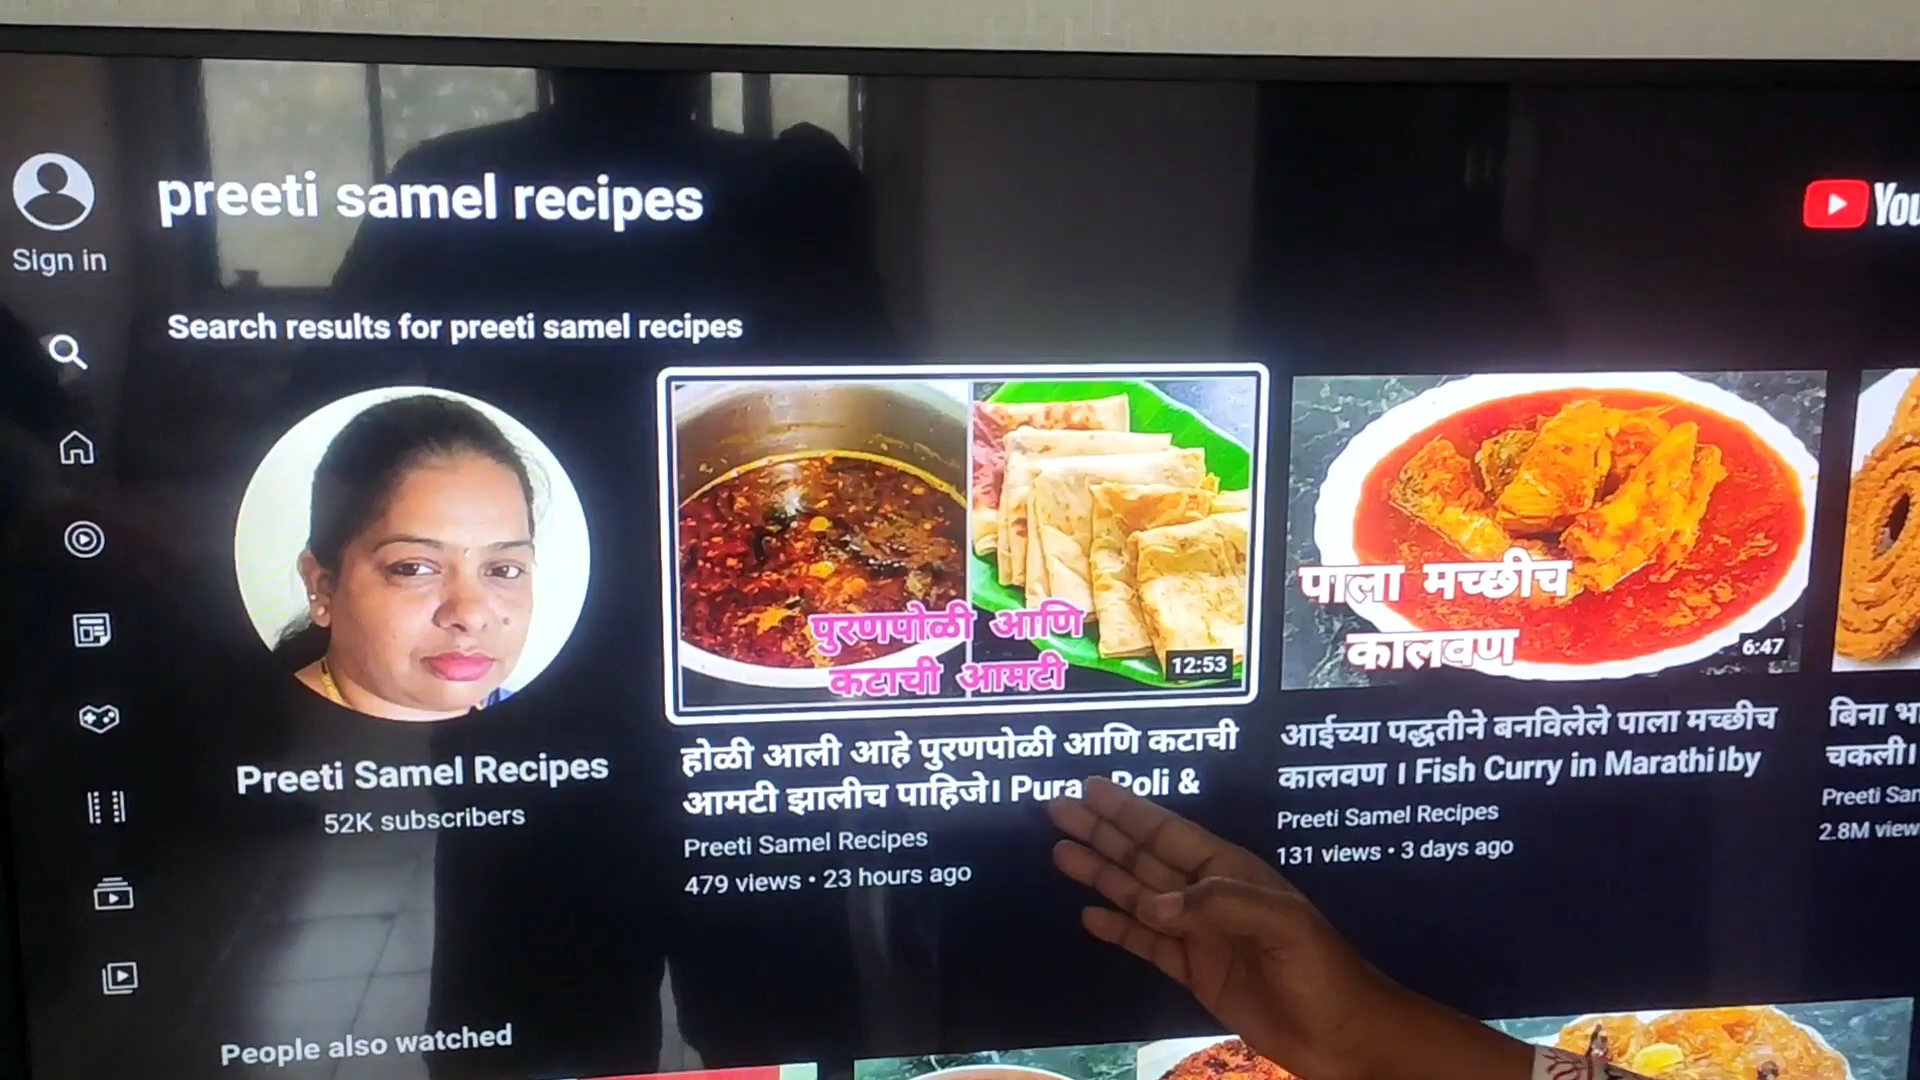 preeti samel recipes
Sign in
Search results for preeti samel recipes
Preeti Samel Recipes
52K subscribers
पुरणपोळी आणि
कटाची आमटी
12:53
होळी आली आहे पुरणपोळी आणि कटाची
आमटी झालीच पाहिजे। Poli &
Preeti Samel Recipes
479 views • 23 hours ago
पाला मच्छीच
कालवण
6:47
आईच्या पद्धतीने बनविलेले पाला मच्छीच
कालवण । Fish Curry in Marathi।by
Preeti Samel Recipes
131 views • 3 days ago
बिना
चकली।
Preeti
2.8M
People also watched